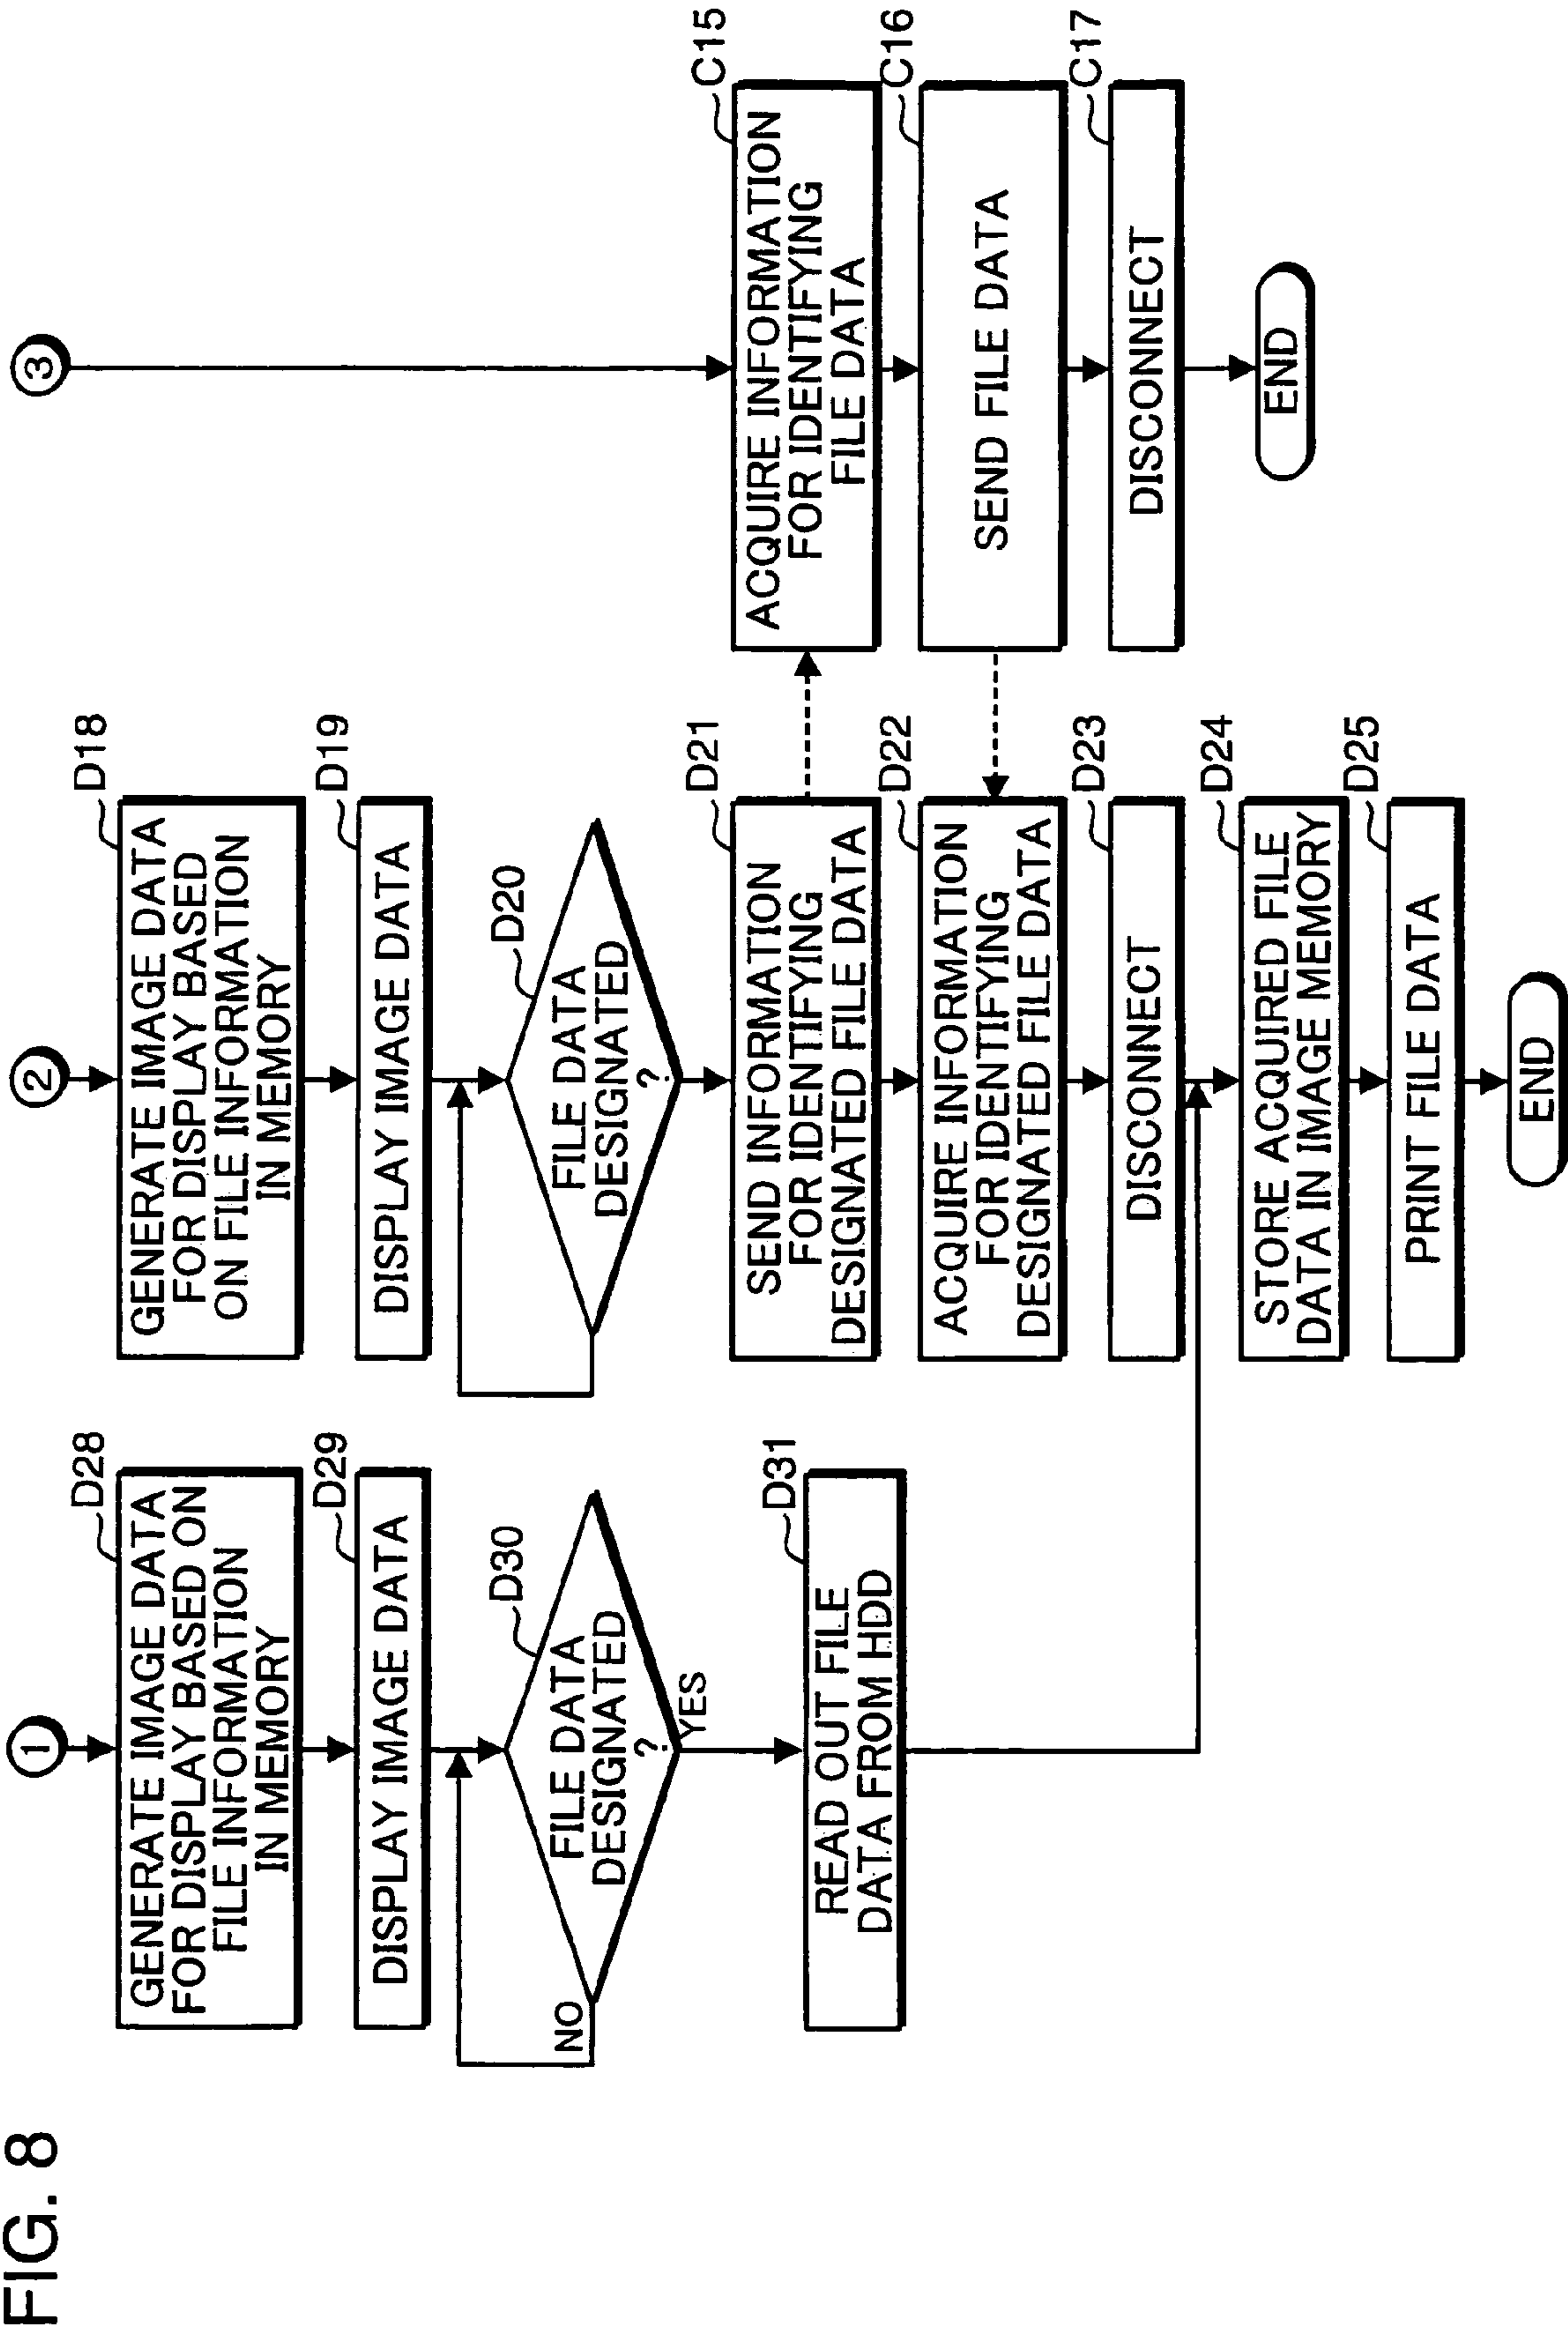 FIG. 8
1
D28
GENERATE IMAGE DATA
FOR DISPLAY BASED ON
FILE INFORMATION
IN MEMORY
D29
DISPLAY IMAGE DATA
D30
FILE DATA
DESIGNATED
?
NO
YES
D31
READ OUT FILE
DATA FROM HDD
2
D18
GENERATE IMAGE DATA
FOR DISPLAY BASED
ON FILE INFORMATION
IN MEMORY
D19
DISPLAY IMAGE DATA
D20
FILE DATA
DESIGNATED
?
D21
SEND INFORMATION
FOR IDENTIFYING
DESIGNATED FILE DATA
D22
ACQUIRE INFORMATION
FOR IDENTIFYING
DESIGNATED FILE DATA
D23
DISCONNECT
D24
STORE ACQUIRED FILE
DATA IN IMAGE MEMORY
D25
PRINT FILE DATA
END
3
C15
ACQUIRE INFORMATION
FOR IDENTIFYING
FILE DATA
C16
SEND FILE DATA
C17
DISCONNECT
END